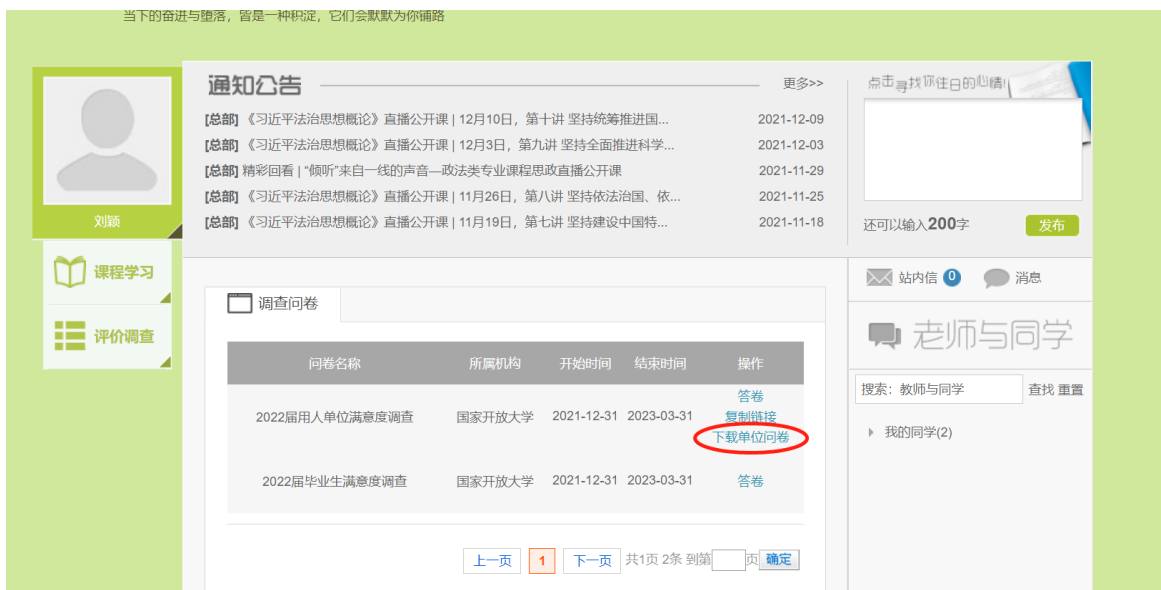 当下的奋进与堕落，皆是一种积淀，它们会默默为你铺路
刘颖
课程学习
评价调查
通知公告
更多>>
[总部]《习近平法治思想概论》直播公开课 | 12月10日，第十讲 坚持统筹推进国... 2021-12-09
[总部]《习近平法治思想概论》直播公开课 | 12月3日，第九讲 坚持全面推进科学... 2021-12-03
[总部] 精彩回看 | “倾听”来自一线的声音—政法类专业课程思政直播公开课 2021-11-29
[总部]《习近平法治思想概论》直播公开课 | 11月26日，第八讲 坚持依法治国、依... 2021-11-25
[总部]《习近平法治思想概论》直播公开课 | 11月19日，第七讲 坚持建设中国特... 2021-11-18
点击寻找你往日的心情!
还可以输入200字 发布
调查问卷
问卷名称 所属机构 开始时间 结束时间 操作
答卷
2022届用人单位满意度调查 国家开放大学 2021-12-31 2023-03-31 复制链接
下载单位问卷
2022届毕业生满意度调查 国家开放大学 2021-12-31 2023-03-31 答卷
上一页 1 下一页 共1页 2条 到第 页 确定
站内信 0 消息
老师与同学
搜索：教师与同学 查找 重置
我的同学(2)